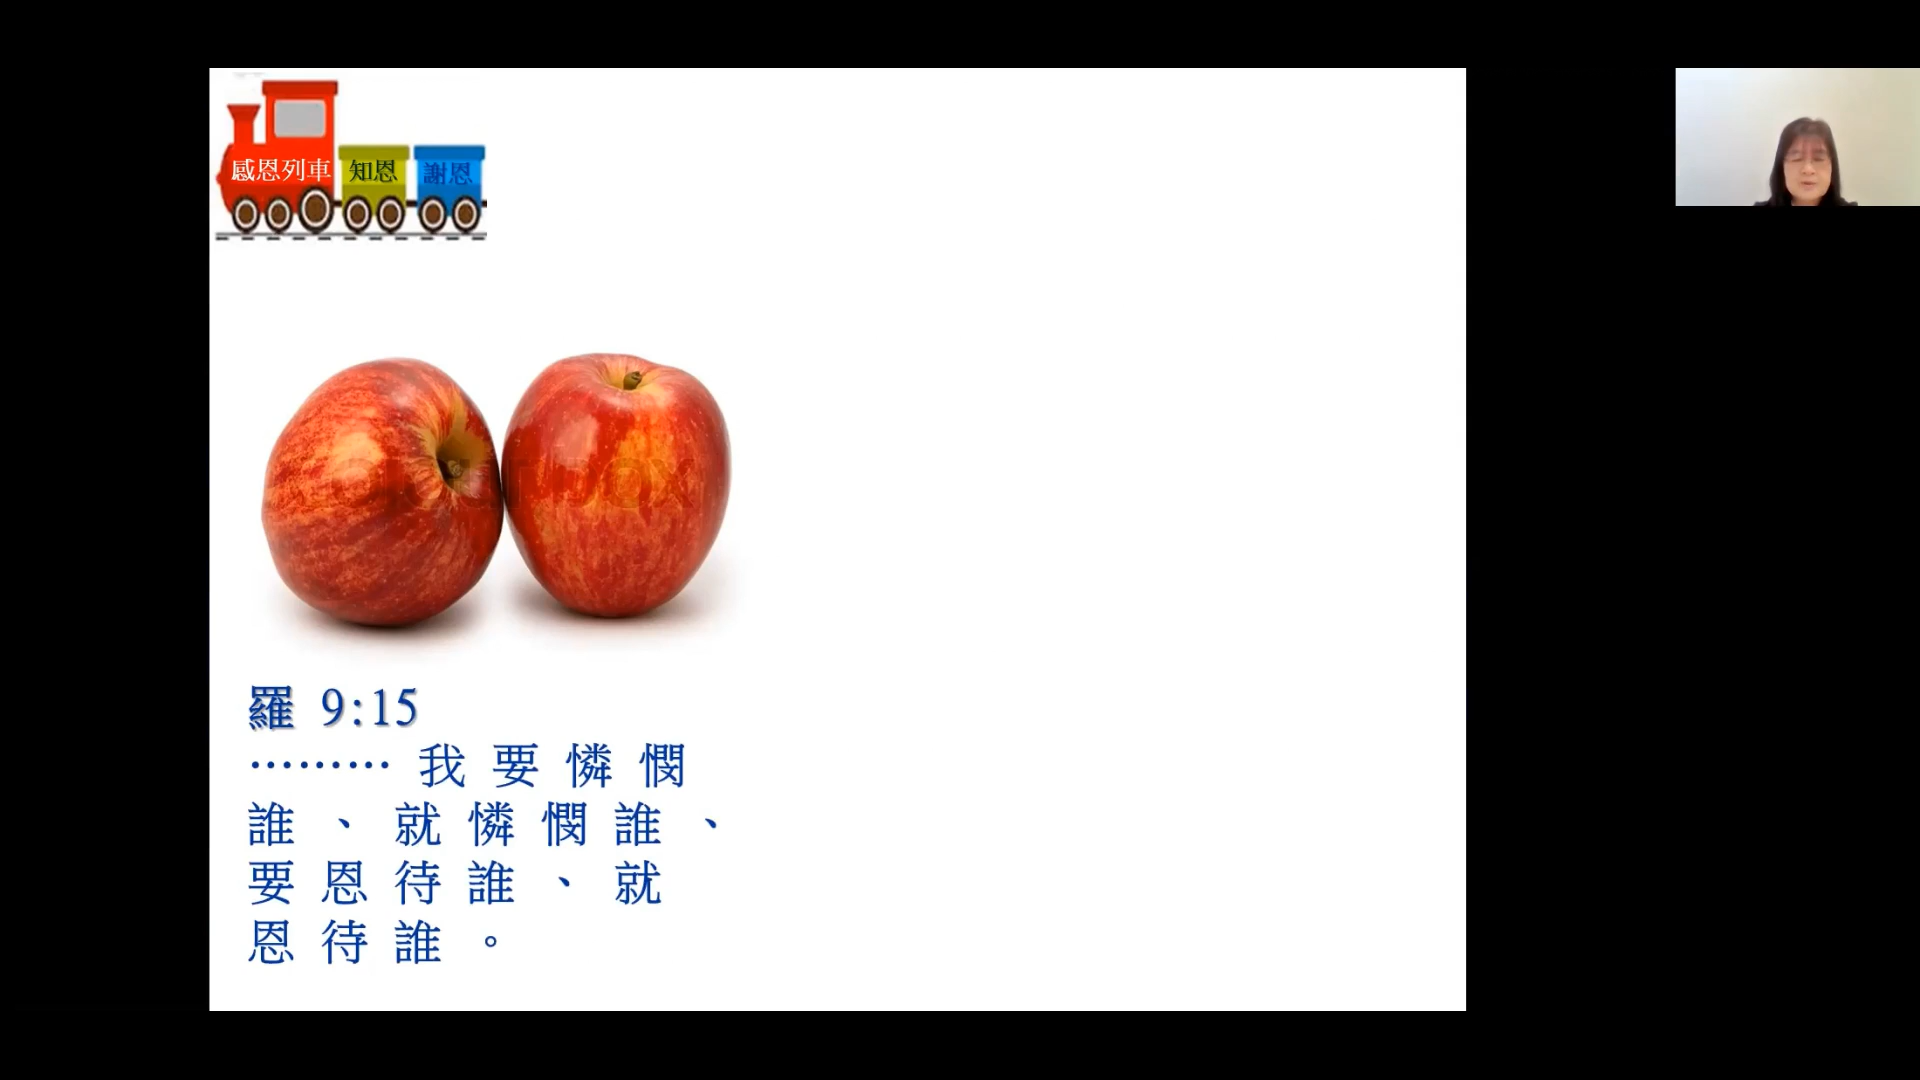 感恩列車 知恩 謝恩
羅 9:15
……… 我要憐憫
誰、就憐憫誰、
要恩待誰、就
恩待誰。